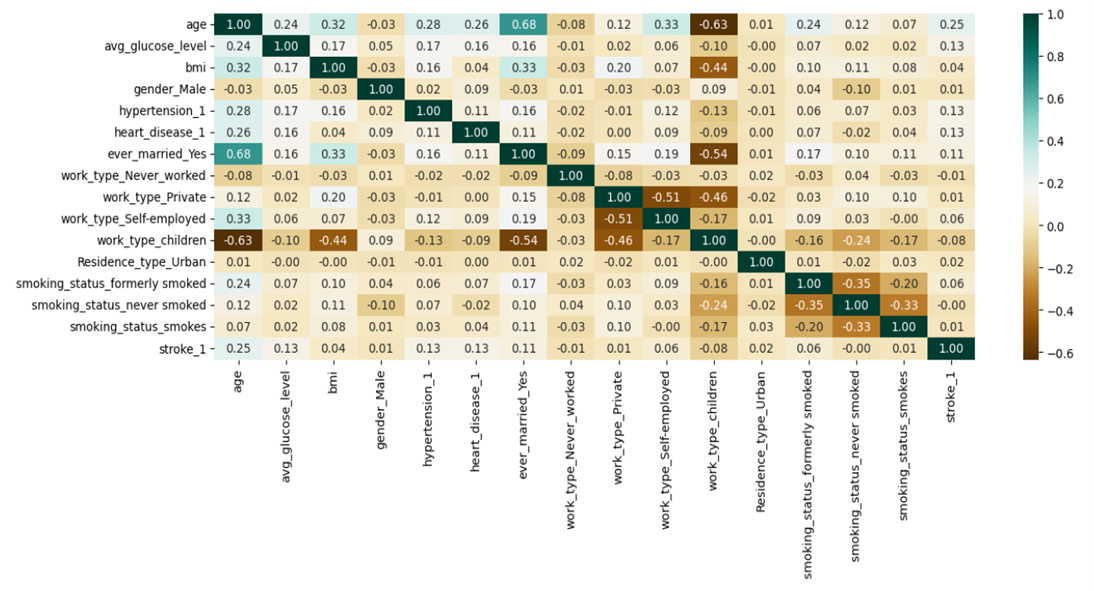 age 1.00 0.24 0.32 -0.03 0.28 0.26 0.68 -0.08 0.12 0.33 -0.63 0.01 0.24 0.12 0.07 0.25
avg_glucose_level 0.24 1.00 0.17 0.05 0.17 0.16 0.16 -0.01 0.02 0.06 -0.10 -0.00 0.07 0.02 0.02 0.13
bmi 0.32 0.17 1.00 -0.03 0.16 0.04 0.33 -0.03 0.20 0.07 -0.44 -0.00 0.10 0.11 0.08 0.04
gender_Male -0.03 0.05 -0.03 1.00 0.02 0.09 -0.03 0.01 -0.03 -0.03 0.09 -0.01 0.04 -0.10 0.01 0.01
hypertension_1 0.28 0.17 0.16 0.02 1.00 0.11 0.16 -0.02 -0.01 0.12 -0.13 -0.01 0.06 0.07 0.03 0.13
heart_disease_1 0.26 0.16 0.04 0.09 0.11 1.00 0.11 -0.02 0.00 0.09 -0.09 0.00 0.07 -0.02 0.04 0.13
ever_married_Yes 0.68 0.16 0.33 -0.03 0.16 0.11 1.00 -0.09 0.15 0.19 -0.54 0.01 0.17 0.10 0.11 0.11
work_type_Never_worked -0.08 -0.01 -0.03 0.01 -0.02 -0.02 -0.09 1.00 -0.08 -0.03 -0.03 0.02 -0.03 0.04 -0.03 -0.01
work_type_Private 0.12 0.02 0.20 -0.03 -0.01 0.00 0.15 -0.08 1.00 -0.51 -0.46 -0.02 0.03 0.10 0.10 0.01
work_type_Self-employed 0.33 0.06 0.07 -0.03 0.12 0.09 0.19 -0.03 -0.51 1.00 -0.17 0.01 0.09 0.03 -0.00 0.06
work_type_children -0.63 -0.10 -0.44 0.09 -0.13 -0.09 -0.54 -0.03 -0.46 -0.17 1.00 -0.00 -0.16 -0.24 -0.17 -0.08
Residence_type_Urban 0.01 -0.00 -0.00 -0.01 -0.01 0.00 0.01 0.02 -0.02 0.01 -0.00 1.00 0.01 -0.02 0.03 0.02
smoking_status_formerly smoked 0.24 0.07 0.10 0.04 0.06 0.07 0.17 -0.03 0.03 0.09 -0.16 0.01 1.00 -0.35 -0.20 0.06
smoking_status_never smoked 0.12 0.02 0.11 -0.10 0.07 -0.02 0.10 0.04 0.10 0.03 -0.24 -0.02 -0.35 1.00 -0.33 -0.00
smoking_status_smokes 0.07 0.02 0.08 0.01 0.03 0.04 0.11 -0.03 0.10 -0.00 -0.17 0.03 -0.20 -0.33 1.00 0.01
stroke_1 0.25 0.13 0.04 0.01 0.13 0.13 0.11 -0.01 0.01 0.06 -0.08 0.02 0.06 -0.00 0.01 1.00
age
avg_glucose_level
bmi
gender_Male
hypertension_1
heart_disease_1
ever_married_Yes
work_type_Never_worked
work_type_Private
work_type_Self-employed
work_type_children
Residence_type_Urban
smoking_status_formerly smoked
smoking_status_never smoked
smoking_status_smokes
stroke_1
1.0
0.8
0.6
0.4
0.2
0.0
−0.2
−0.4
−0.6